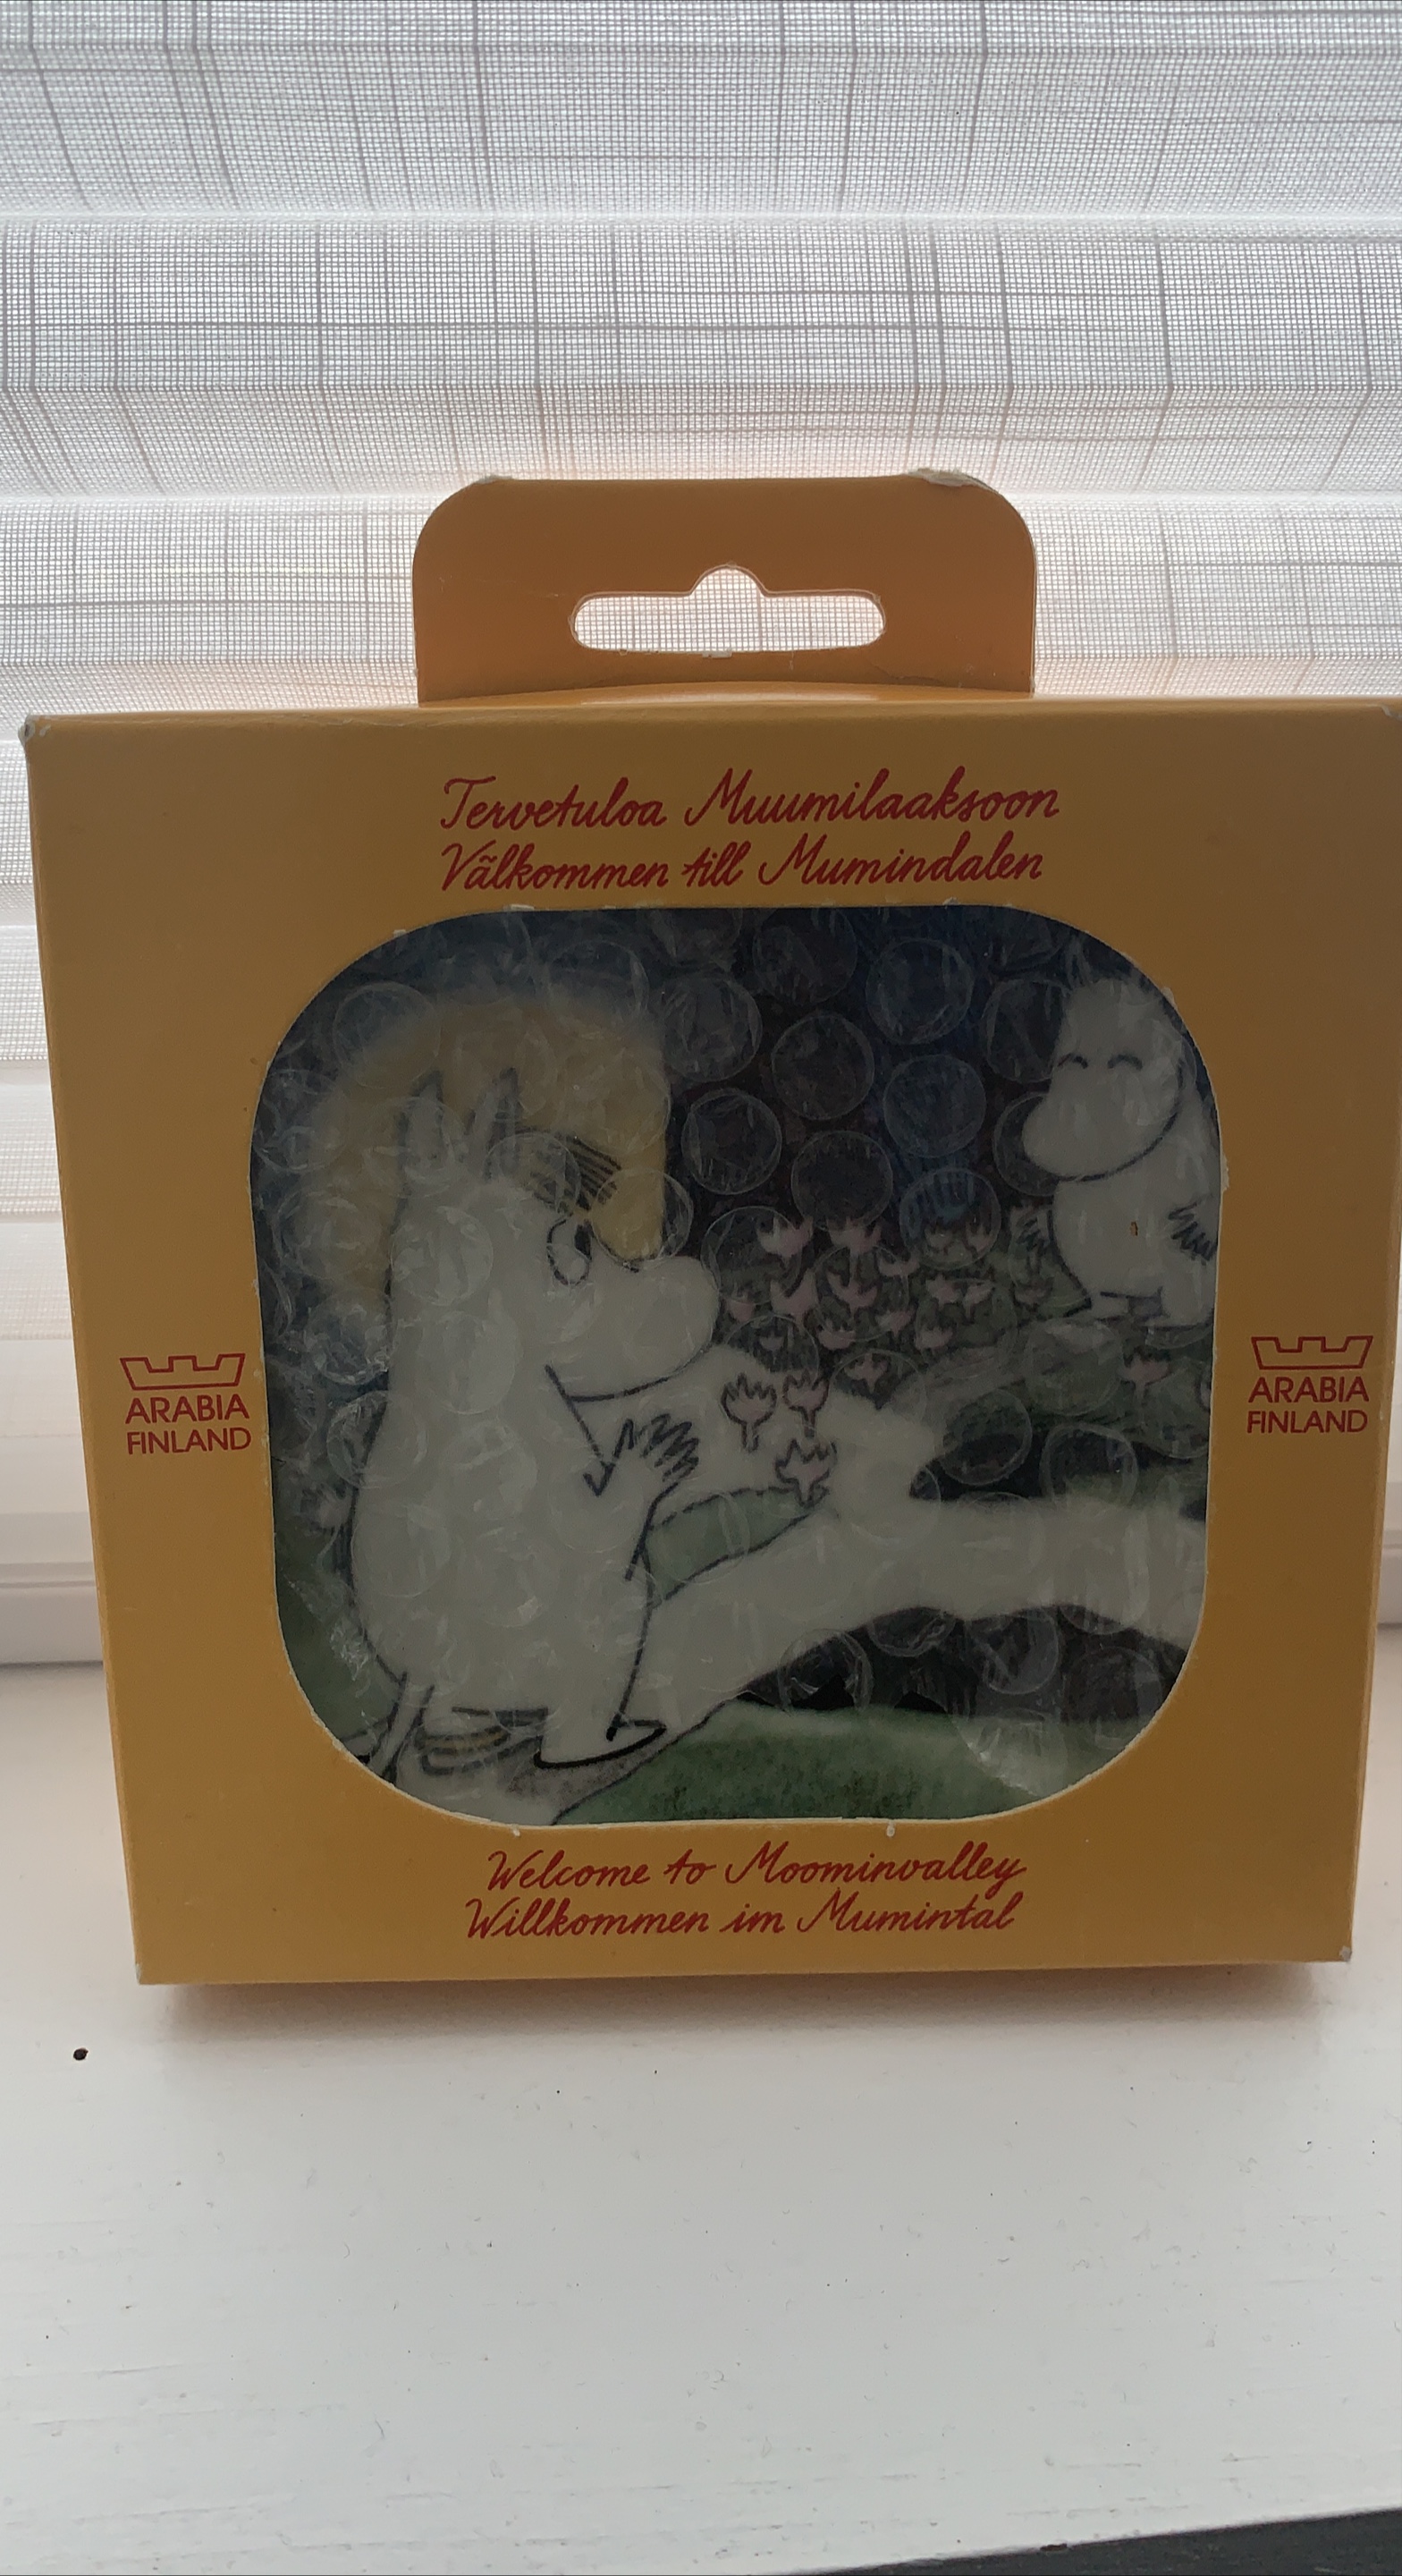 Tervetuloa Muumilaaksoon
Välkommen till Mumindalen
ARABIA
FINLAND
ARABIA
FINLAND
Welcome to Moominvalley
Willkommen im Mumintal